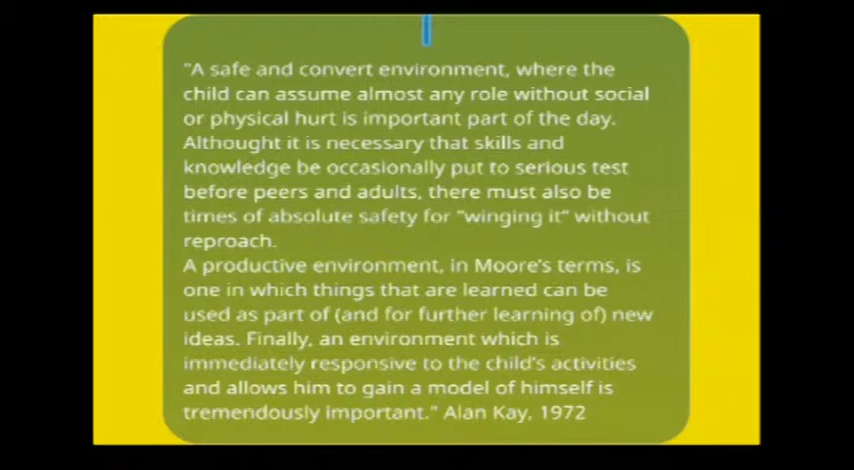 "A safe and convert environment, where the
child can assume almost any role without social
or physical hurt is important part of the day.
Althought it is necessary that skills and
knowledge be occasionally put to serious test
before peers and adults, there must also be
times of absolute safety for "winging it" without
reproach.
A productive environment, in Moore's terms, is
one in which things that are learned can be
used as part of (and for further learning of) new
ideas. Finally, an environment which is
immediately responsive to the child's activities
and allows him to gain a model of himself is
tremendously important." Alan Kay, 1972